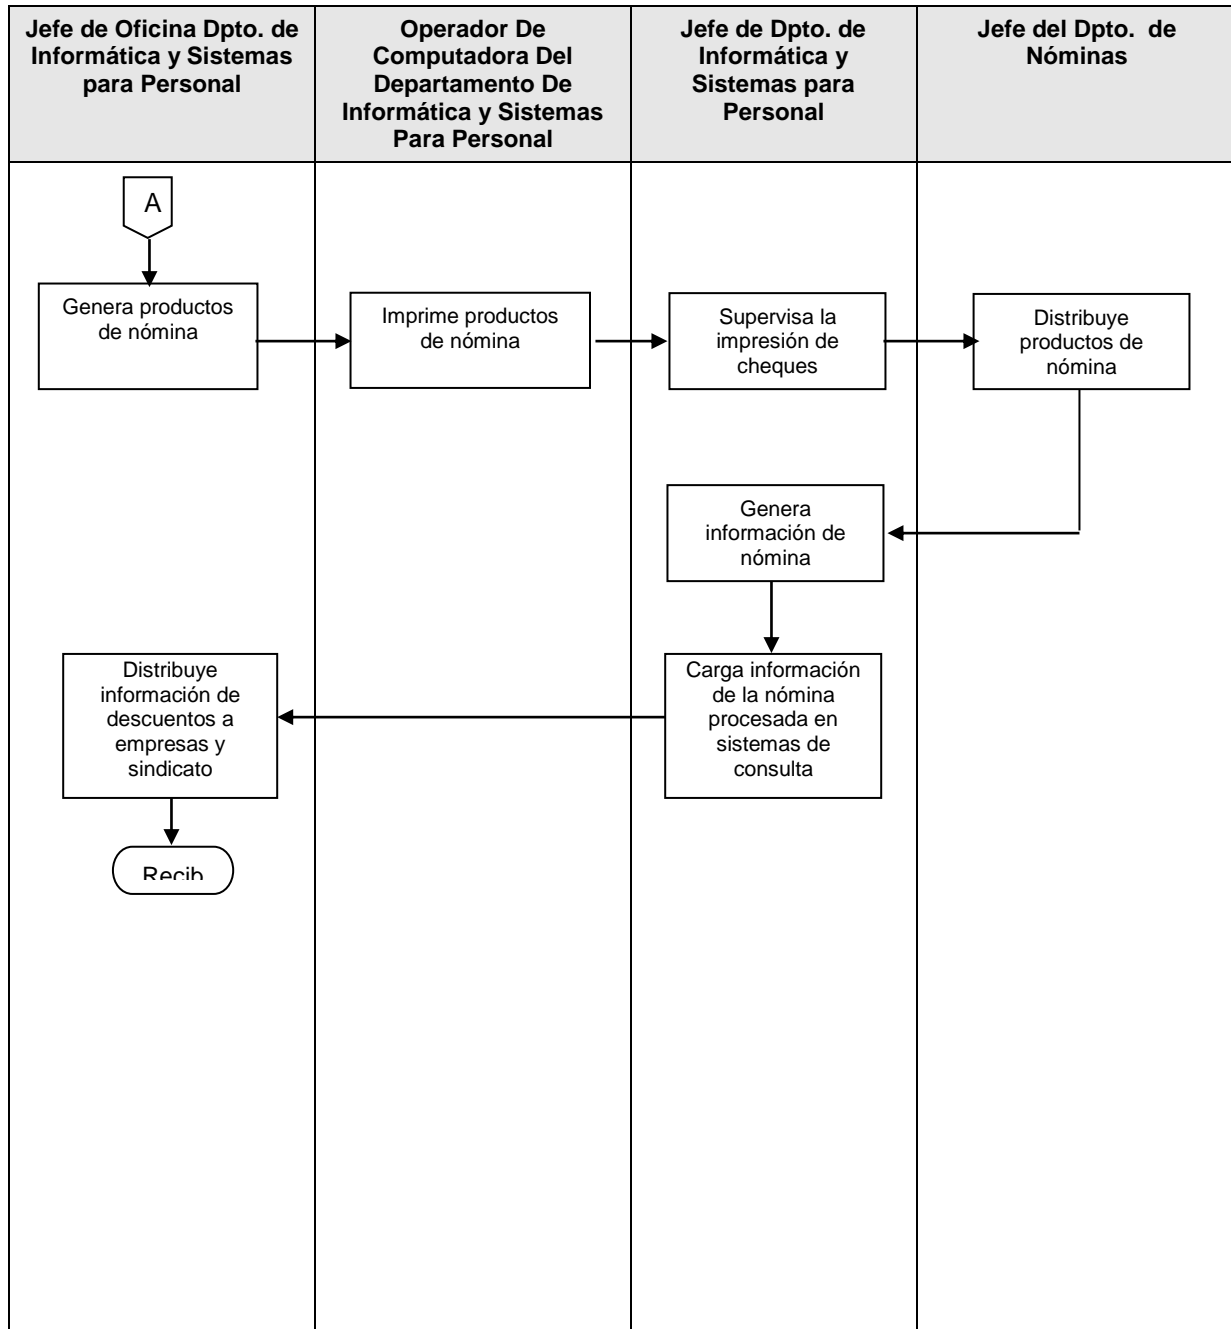 Jefe de Oficina Dpto. de
Informática y Sistemas
para Personal
Operador De
Computadora Del
Departamento De
Informática y Sistemas
Para Personal
Jefe de Dpto. de
Informática y
Sistemas para
Personal
Jefe del Dpto. de
Nóminas
A
Genera productos
de nómina
Imprime productos
de nómina
Supervisa la
impresión de
cheques
Distribuye
productos de
nómina
Genera
información de
nómina
Distribuye
información de
descuentos a
empresas y
sindicato
Carga información
de la nómina
procesada en
sistemas de
consulta
Recib